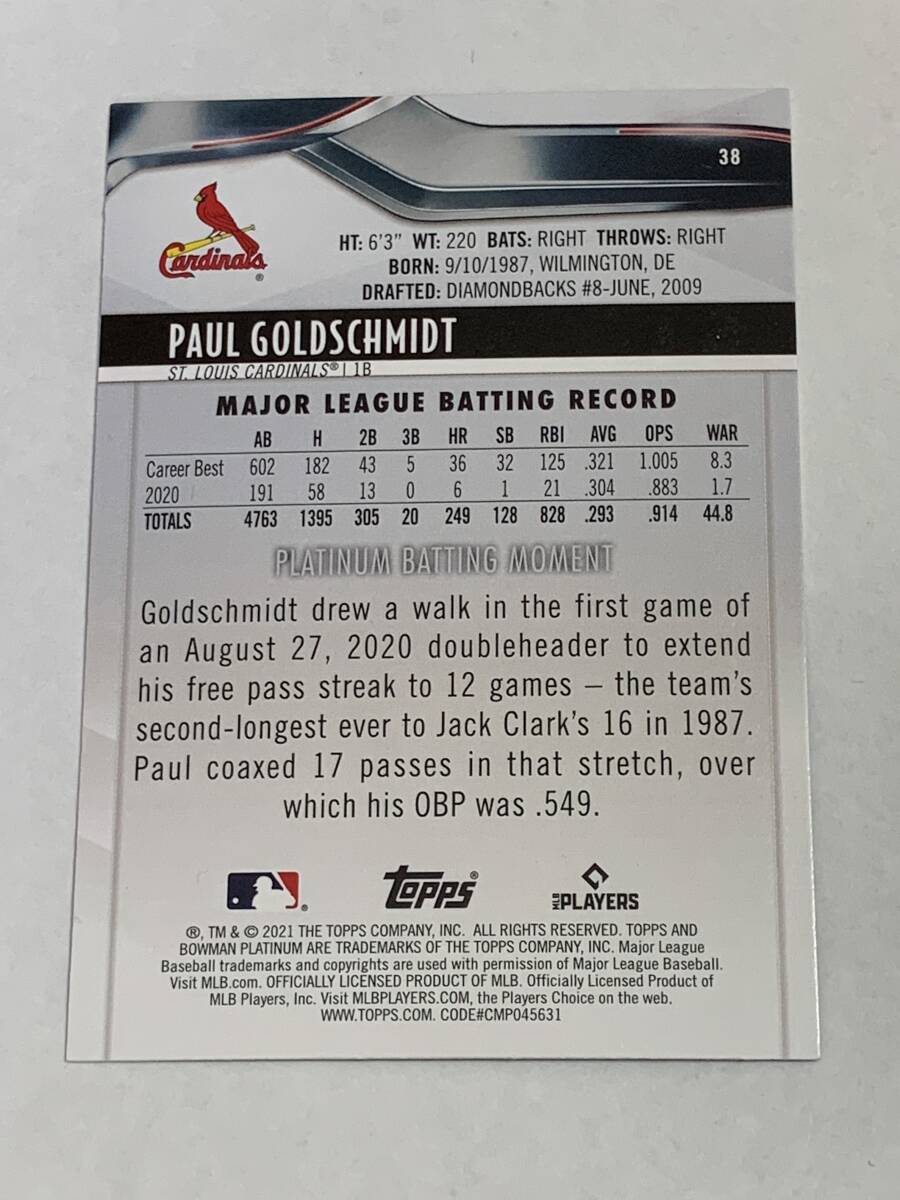 38
Cardinals®
HT: 6'3" WT: 220 BATS: RIGHT THROWS: RIGHT
BORN: 9/10/1987, WILMINGTON, DE
DRAFTED: DIAMONDBACKS #8-JUNE, 2009
PAUL GOLDSCHMIDT
ST. LOUIS CARDINALS® | 1B
MAJOR LEAGUE BATTING RECORD
AB H 2B 3B HR SB RBI AVG OPS WAR
Career Best 602 182 43 5 36 32 125 .321 1.005 8.3
2020 191 58 13 0 6 1 21 .304 .883 1.7
TOTALS 4763 1395 305 20 249 128 828 .293 .914 44.8
PLATINUM BATTING MOMENT
Goldschmidt drew a walk in the first game of
an August 27, 2020 doubleheader to extend
his free pass streak to 12 games – the team's
second-longest ever to Jack Clark's 16 in 1987.
Paul coaxed 17 passes in that stretch, over
which his OBP was .549.
® Topps® MLB PLAYERS
®, TM & © 2021 THE TOPPS COMPANY, INC. ALL RIGHTS RESERVED. TOPPS AND
BOWMAN PLATINUM ARE TRADEMARKS OF THE TOPPS COMPANY, INC. Major League
Baseball trademarks and copyrights are used with permission of Major League Baseball.
Visit MLB.com. OFFICIALLY LICENSED PRODUCT OF MLB. Officially Licensed Product of
MLB Players, Inc. Visit MLBPLAYERS.COM, the Players Choice on the web.
WWW.TOPPS.COM. CODE#CMP045631